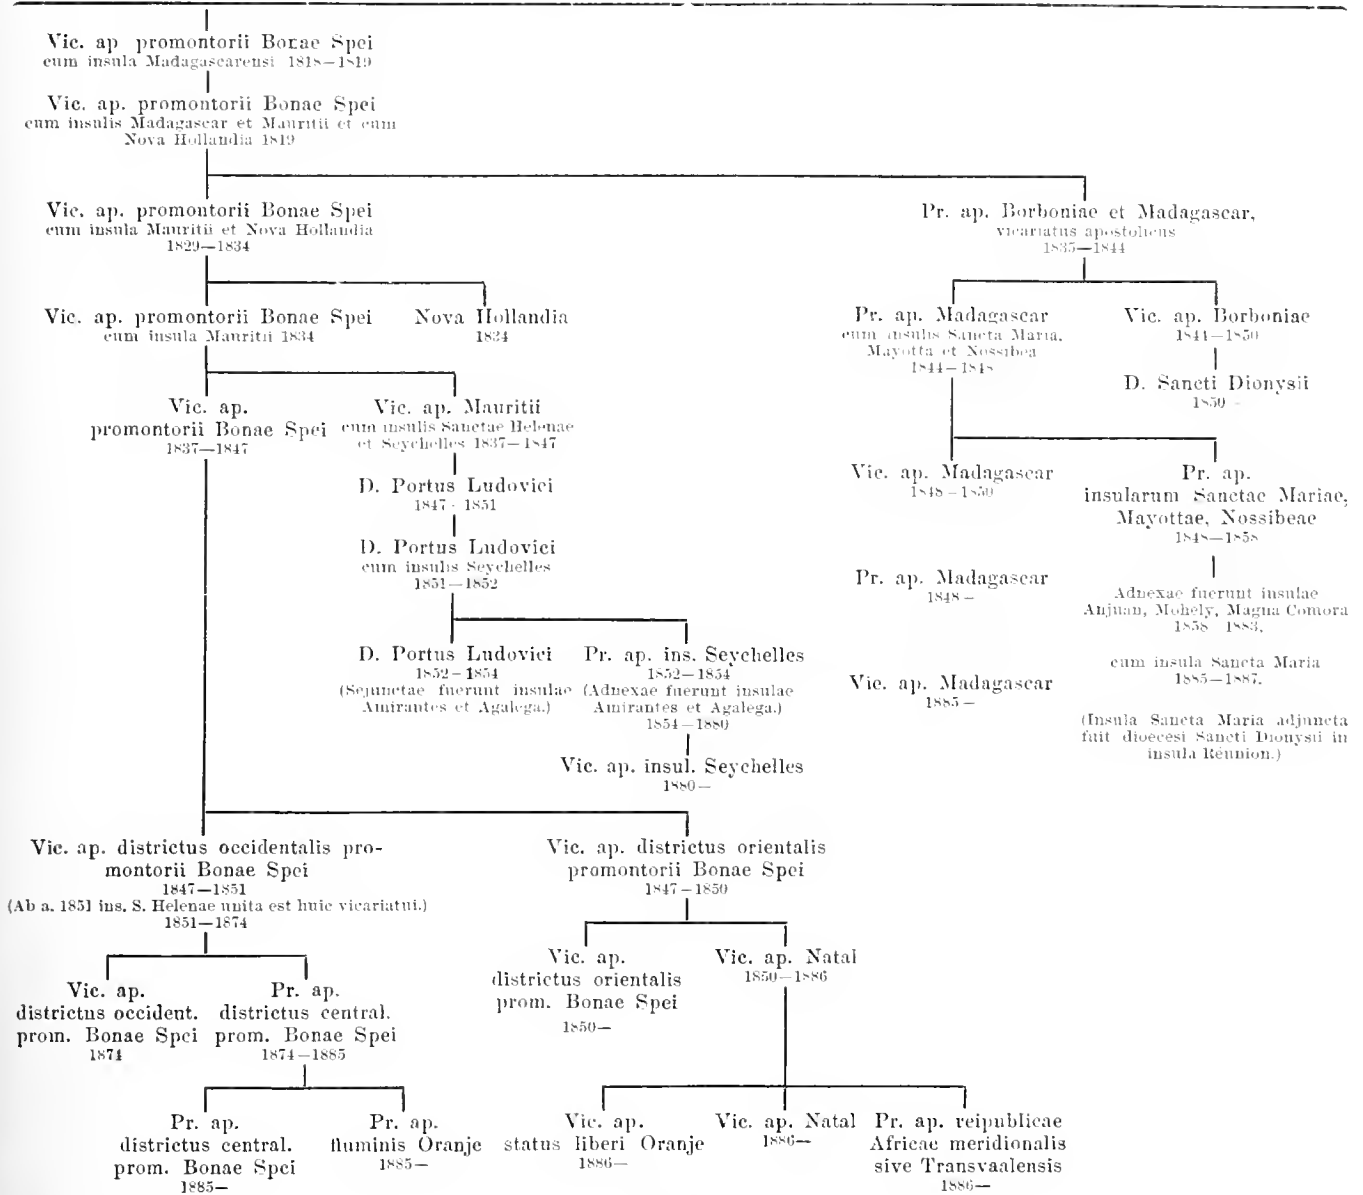 Vic. ap promontorii Bonae Spei
cum insula Madagascarensi 1818—1819
Vic. ap. promontorii Bonae Spei
cum insulis Madagascar et Mauritii et cum
Nova Hollandia 1819
Vic. ap. promontorii Bonae Spei
cum insula Mauritii et Nova Hollandia
1829—1834
Pr. ap. Borboniae et Madagascar,
vicariatus apostolicus
1835—1844
Vic. ap. promontorii Bonae Spei
cum insula Mauritii 1834
Nova Hollandia
1834
Pr. ap. Madagascar
cum insulis Sancta Maria,
Mayotta et Nossibea
1844—1848
Vic. ap. Borboniae
1841—1850
D. Sancti Dionysii
1850 -
Vic. ap.
promontorii Bonae Spei
1837—1847
Vic. ap. Mauritii
cum insulis Sanctae Helenae
et Seychelles 1837—1847
D. Portus Ludovici
1847- 1851
D. Portus Ludovici
cum insulis Seychelles
1851—1852
Vic. ap. Madagascar
1848-1850
Pr. ap.
insularum Sanctae Mariae,
Mayottae, Nossibeae
1848—1858
Pr. ap. Madagascar
1848—
Adnexae fuerunt insulae
Anjuan, Mohely, Magna Comora
1858 1883.
D. Portus Ludovici
1852-1854
(Sejunctae fuerunt insulae
Amirantes et Agalega.)
Pr. ap. ins. Seychelles
1852—1854
(Adnexae fuerunt insulae
Amirantes et Agalega.)
1854—1880
Vic. ap. insul. Seychelles
1880—
Vic. ap. Madagascar
1885—
cum insula Sancta Maria
1885—1887.
(Insula Sancta Maria adjuncta
fuit dioecesi Sancti Dionysii in
insula Réunion.)
Vic. ap. districtus occidentalis pro-
montorii Bonae Spei
1847—1851
(Ab a. 1851 ins. S. Helenae unita est huic vicariatui.)
1851—1874
Vic. ap. districtus orientalis
promontorii Bonae Spei
1847—1850
Vic. ap.
districtus occident.
prom. Bonae Spei
1874
Pr. ap.
districtus central.
prom. Bonae Spei
1874—1885
Vic. ap.
districtus orientalis
prom. Bonae Spei
1850—
Vic. ap. Natal
1850—1886
Pr. ap.
districtus central.
prom. Bonae Spei
1885—
Pr. ap.
fluminis Oranje
1885—
Vic. ap.
status liberi Oranje
1886—
Vic. ap. Natal
1886—
Pr. ap. reipublicae
Africae meridionalis
sive Transvaalensis
1886—